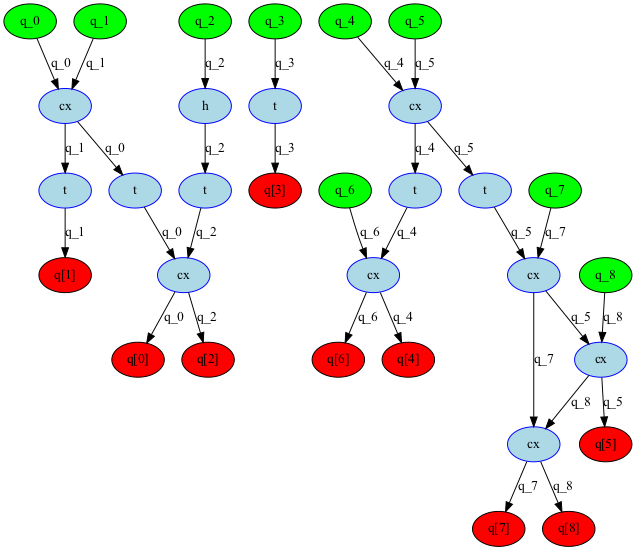 q_0 q_1 q_2 q_3 q_4 q_5
q_0 q_1 q_2 q_3 q_4 q_5
cx h t cx
q_1 q_0 q_2 q_3 q_4 q_5
t t t q[3] q_6 t t q_7
q_1 q_0 q_2 q_6 q_4 q_5 q_7
q[1] cx cx cx q_8
q_0 q_2 q_6 q_4 q_5 q_8
q[0] q[2] q[6] q[4] q_7 cx
q_8 q_5
cx q[5]
q_7 q_8
q[7] q[8]